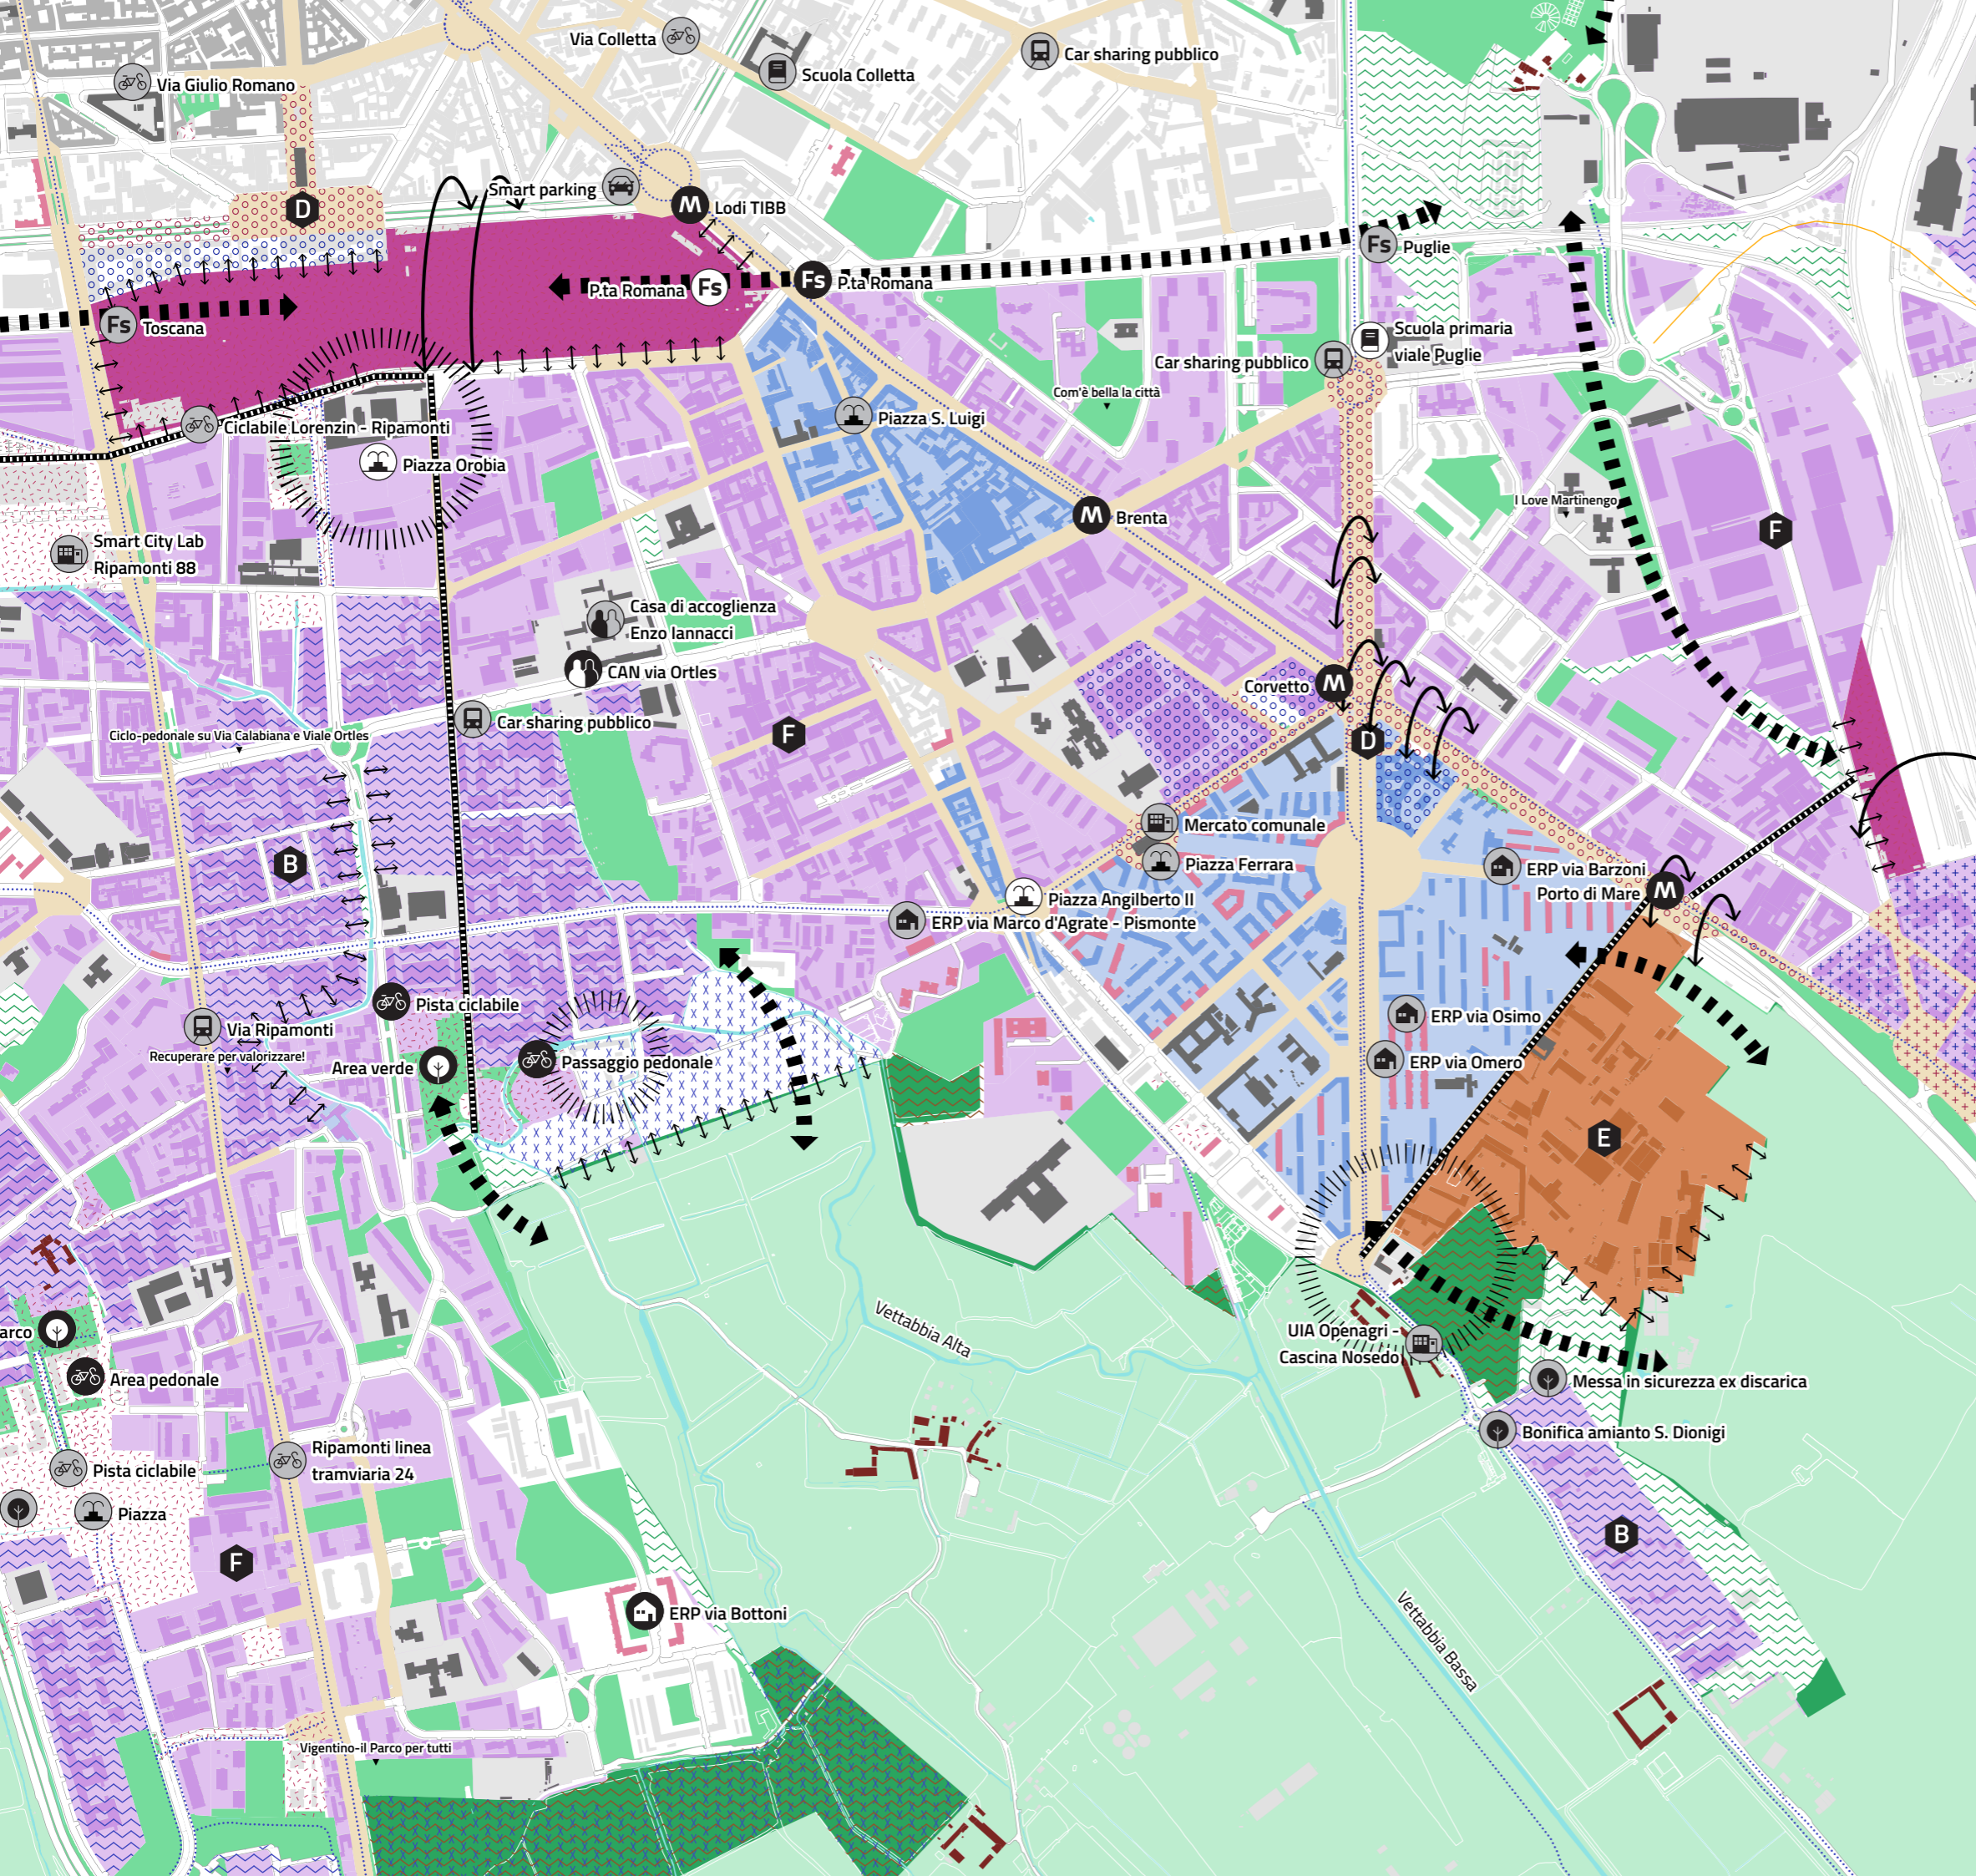 Via Colletta
Via Giulio Romano
Scuola Colletta
Car sharing pubblico
Smart parking
D
M
Lodi TIBB
Fs
Puglie
P.ta Romana
Fs
Fs
P.ta Romana
Fs
Toscana
Scuola primaria
viale Puglie
Car sharing pubblico
Com'è bella la città
Piazza S. Luigi
Ciclabile Lorenzin - Ripamonti
Piazza Orobia
I Love Martinengo
M
Brenta
F
Smart City Lab
Ripamonti 88
Casa di accoglienza
Enzo Iannacci
CAN via Ortles
Corvetto
M
Car sharing pubblico
Ciclo-pedonale su Via Calabiana e Viale Ortles
F
D
Mercato comunale
Piazza Ferrara
B
ERP via Barzoni
Porto di Mare
M
Piazza Angilberto II
ERP via Marco d'Agrate - Pismonte
Pista ciclabile
ERP via Osimo
Via Ripamonti
Recuperare per valorizzare!
Area verde
Passaggio pedonale
ERP via Omero
E
Vettabbia Alta
arco
UIA Openagri -
Cascina Nosedo
Area pedonale
Messa in sicurezza ex discarica
Bonifica amianto S. Dionigi
Ripamonti linea
tramviaria 24
Pista ciclabile
Piazza
B
F
ERP via Bottoni
Vettabbia Bassa
Vigentino-il Parco per tutti